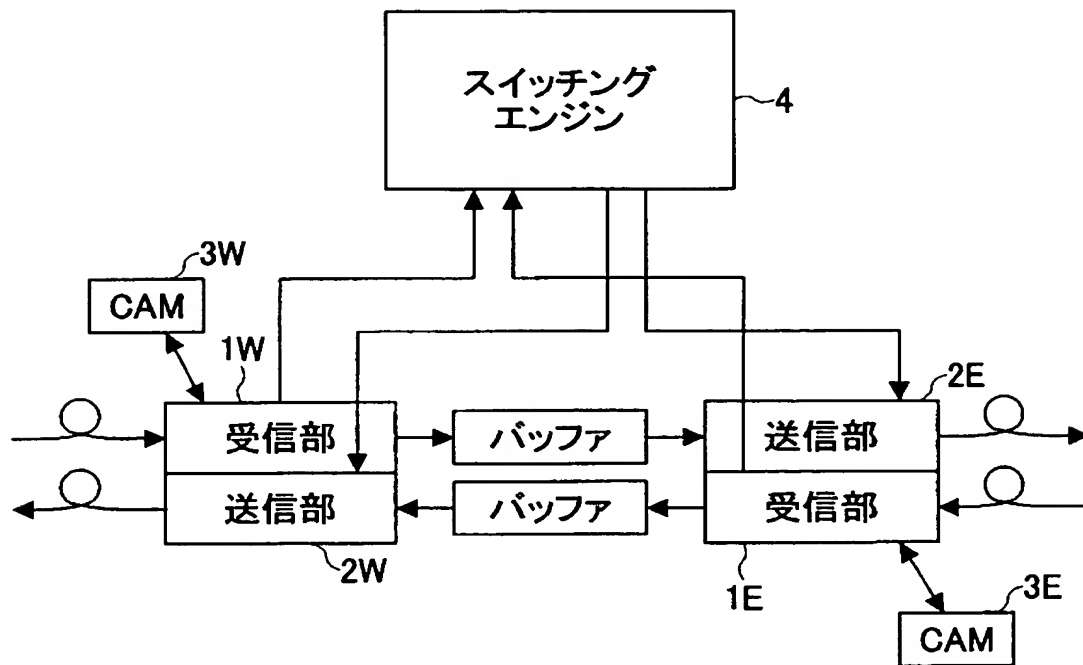 スイッチング
エンジン
4
3W
CAM
1W
2E
受信部
バッファ
送信部
送信部
バッファ
受信部
2W
1E
3E
CAM